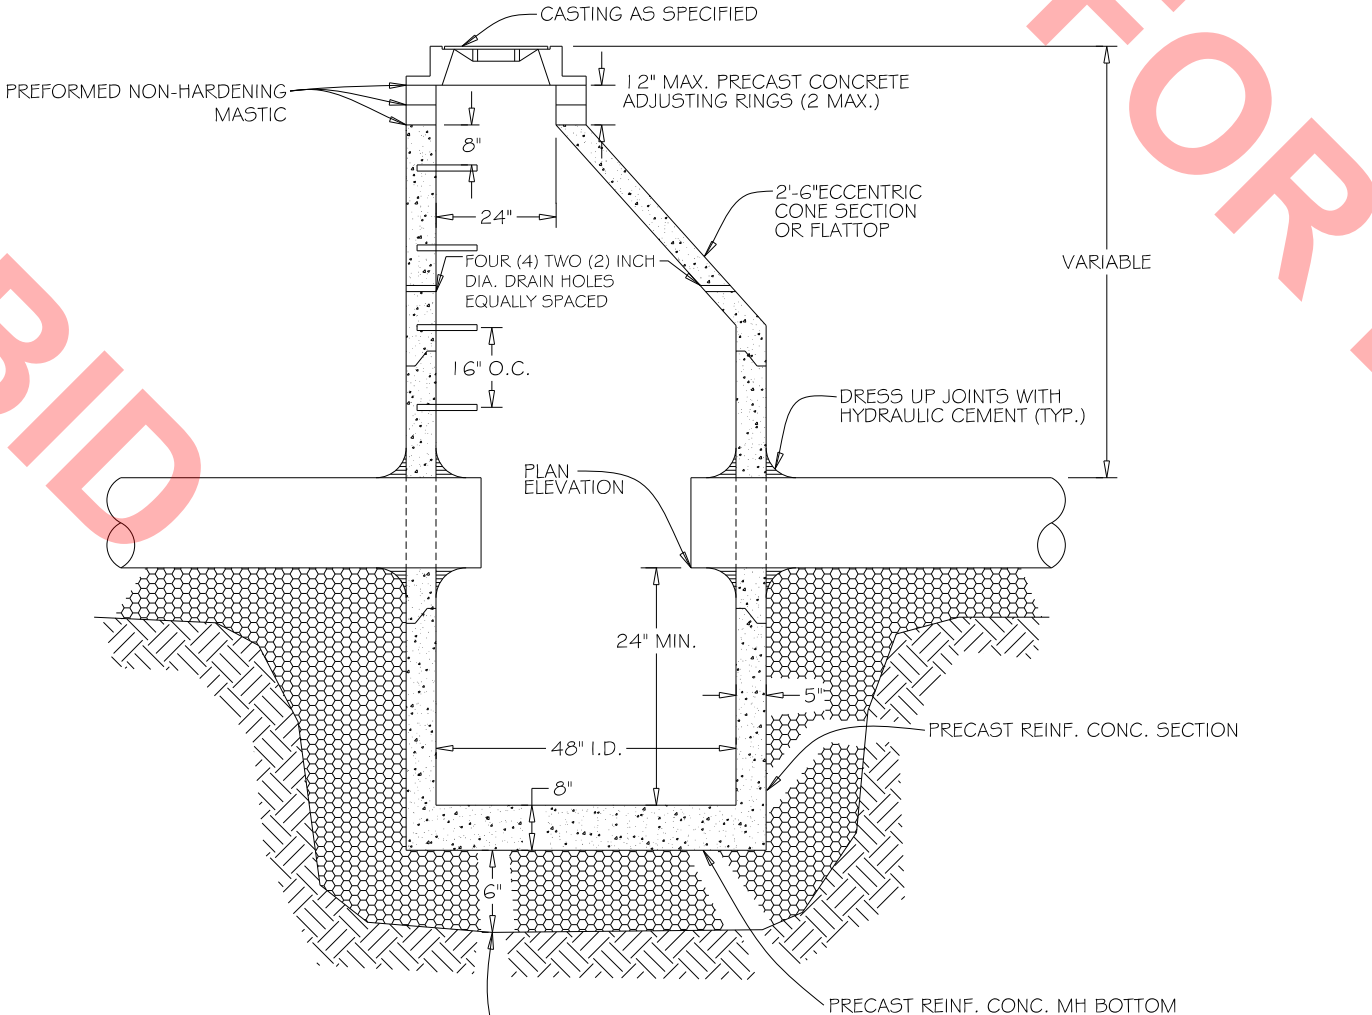 CASTING AS SPECIFIED
PREFORMED NON-HARDENING
MASTIC
12" MAX. PRECAST CONCRETE
ADJUSTING RINGS (2 MAX.)
8"
24"
2'-6"ECCENTRIC
CONE SECTION
OR FLATTOP
VARIABLE
FOUR (4) TWO (2) INCH
DIA. DRAIN HOLES
EQUALLY SPACED
16" O.C.
DRESS UP JOINTS WITH
HYDRAULIC CEMENT (TYP.)
PLAN
ELEVATION
24" MIN.
5"
PRECAST REINF. CONC. SECTION
48" I.D.
8"
6"
PRECAST REINF. CONC. MH BOTTOM
FOR
BID